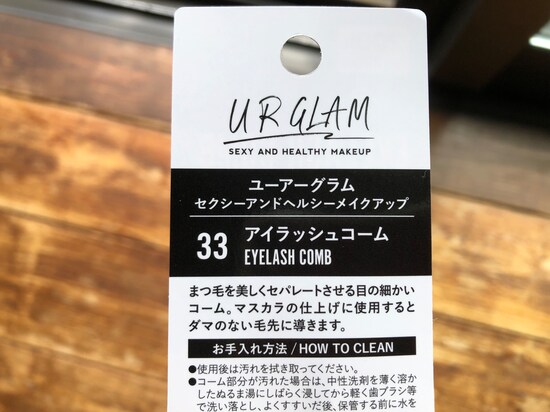 UR GLAM
SEXY AND HEALTHY MAKEUP
ユーアーグラム
セクシーアンドヘルシーメイクアップ
33 アイラッシュコーム
EYELASH COMB
まつ毛を美しくセパレートさせる目の細かい
コーム。マスカラの仕上げに使用すると
ダマのない毛先に導きます。
お手入れ方法 / HOW TO CLEAN
●使用後は汚れを拭き取ってください。
●コーム部分が汚れた場合は、中性洗剤を薄く溶か
したぬるま湯にしばらく浸してから軽く歯ブラシ等
で洗い落とし、よくすすいだ後、保管する前に水を